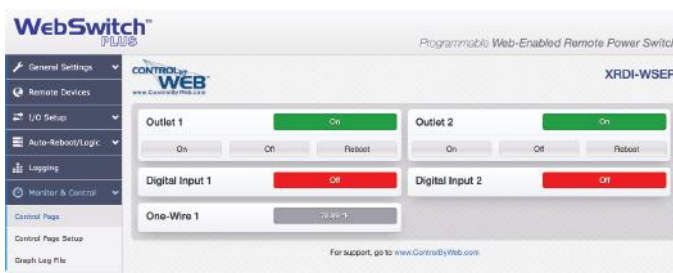 WebSwitch™
PLUS
Programmable Web-Enabled Remote Power Switch
General Settings
Remote Devices
I/O Setup
Auto-Reboot/Logic
Logging
Monitor & Control
Control Page
Control Page Setup
Graph Log File
CONTROL by
WEB
www.ControlByWeb.com
XRDI-WSEP
Outlet 1
On
On
Off
Reboot
Outlet 2
On
On
Off
Reboot
Digital Input 1
Off
Digital Input 2
Off
One-Wire 1
For support, go to www.ControlByWeb.com